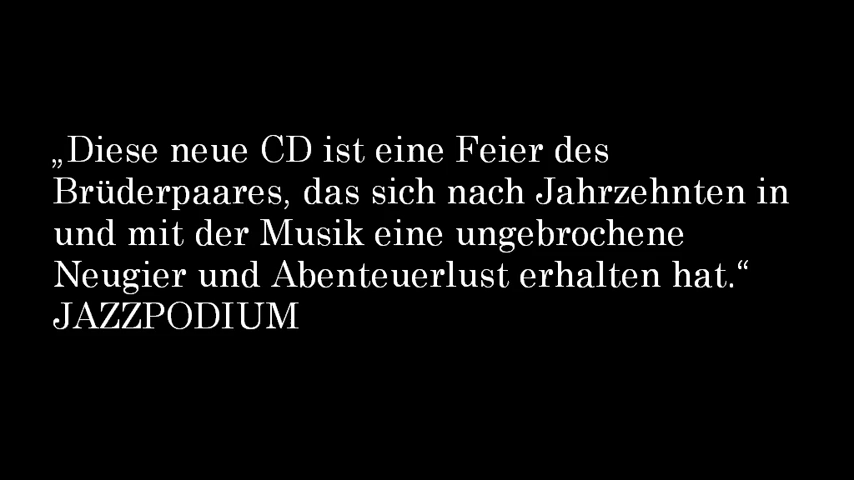 „Diese neue CD ist eine Feier des
Brüderpaares, das sich nach Jahrzehnten in
und mit der Musik eine ungebrochene
Neugier und Abenteuerlust erhalten hat.“
JAZZPODIUM